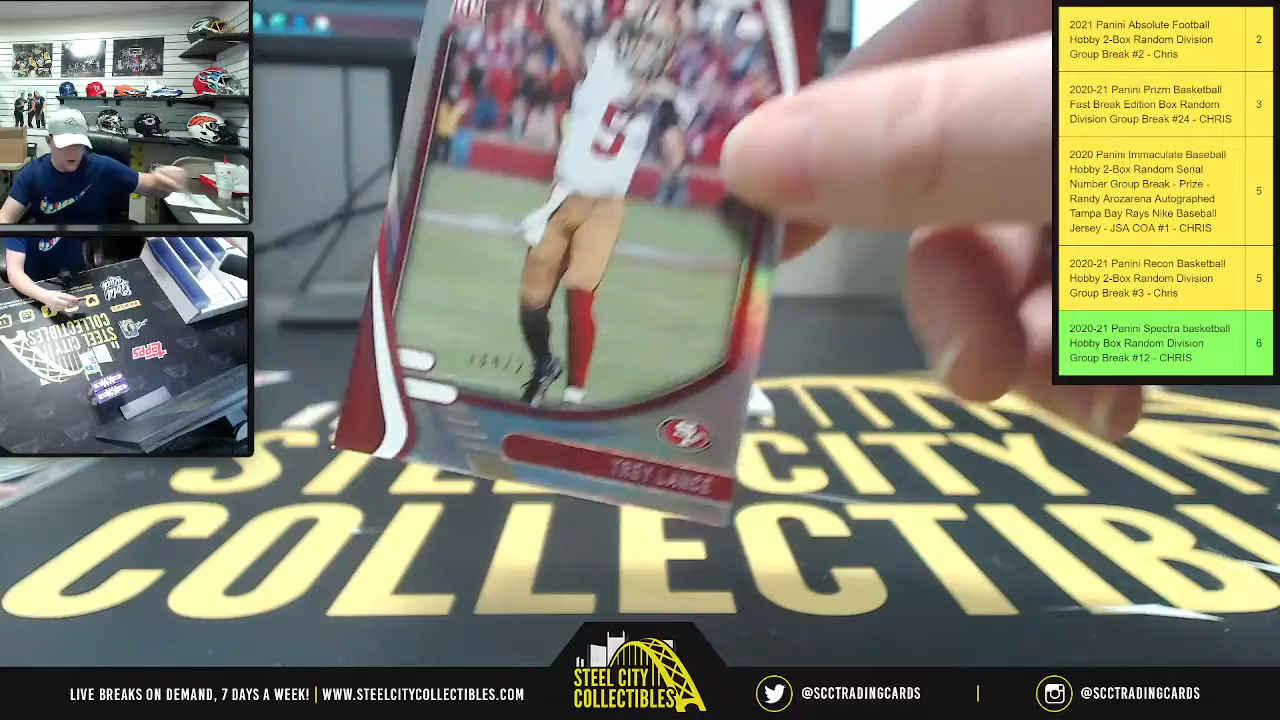 2021 Panini Absolute Football
Hobby 2-Box Random Division
Group Break #2 - Chris
2
2020-21 Panini Prizm Basketball
Fast Break Edition Box Random
Division Group Break #24 - CHRIS
3
2020 Panini Immaculate Baseball
Hobby 2-Box Random Serial
Number Group Break - Prize -
Randy Arozarena Autographed
Tampa Bay Rays Nike Baseball
Jersey - JSA COA #1 - CHRIS
5
2020-21 Panini Recon Basketball
Hobby 2-Box Random Division
Group Break #3 - Chris
5
2020-21 Panini Spectra basketball
Hobby Box Random Division
Group Break #12 - CHRIS
6
5
TREY LANCE
STEEL CITY
COLLECTIBLES
topps
STEEL CITY
COLLECTIB
STEEL CITY
COLLECTIBLES
LIVE BREAKS ON DEMAND, 7 DAYS A WEEK! | WWW.STEELCITYCOLLECTIBLES.COM
@SCCTRADINGCARDS | @SCCTRADINGCARDS